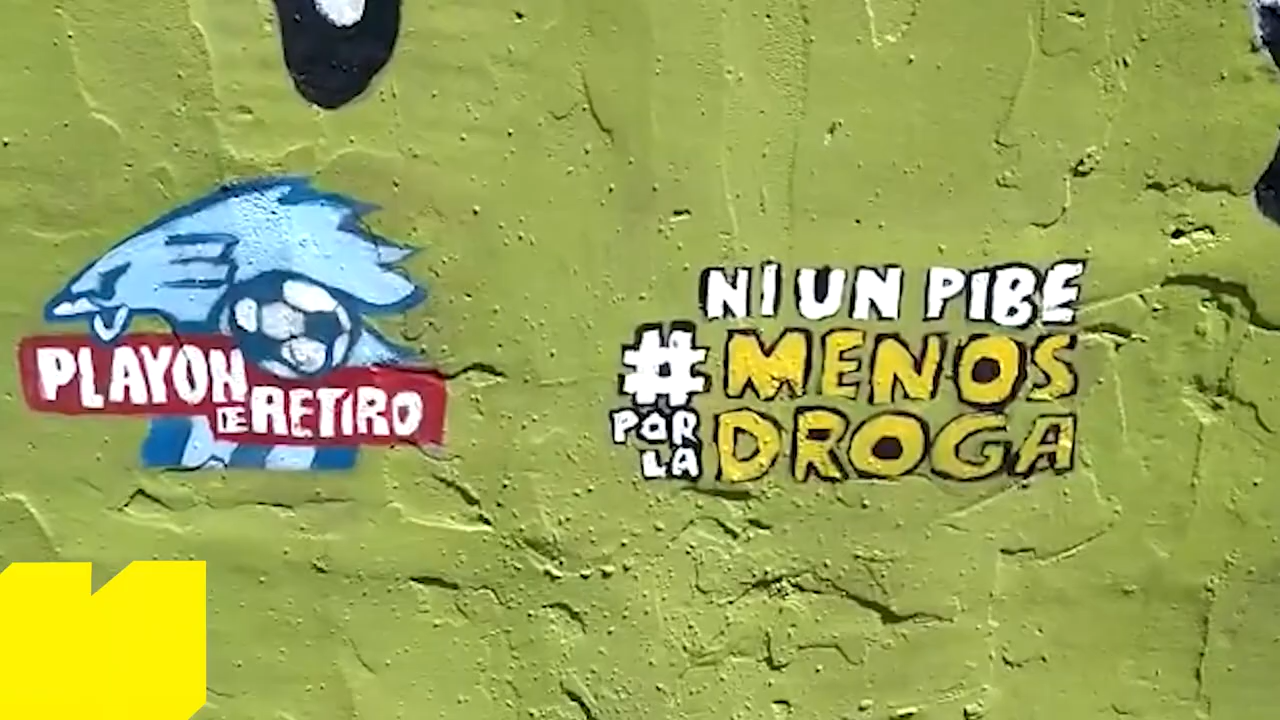 PLAYON
DE RETIRO
NI UN PIBE
#MENOS
POR LA DROGA